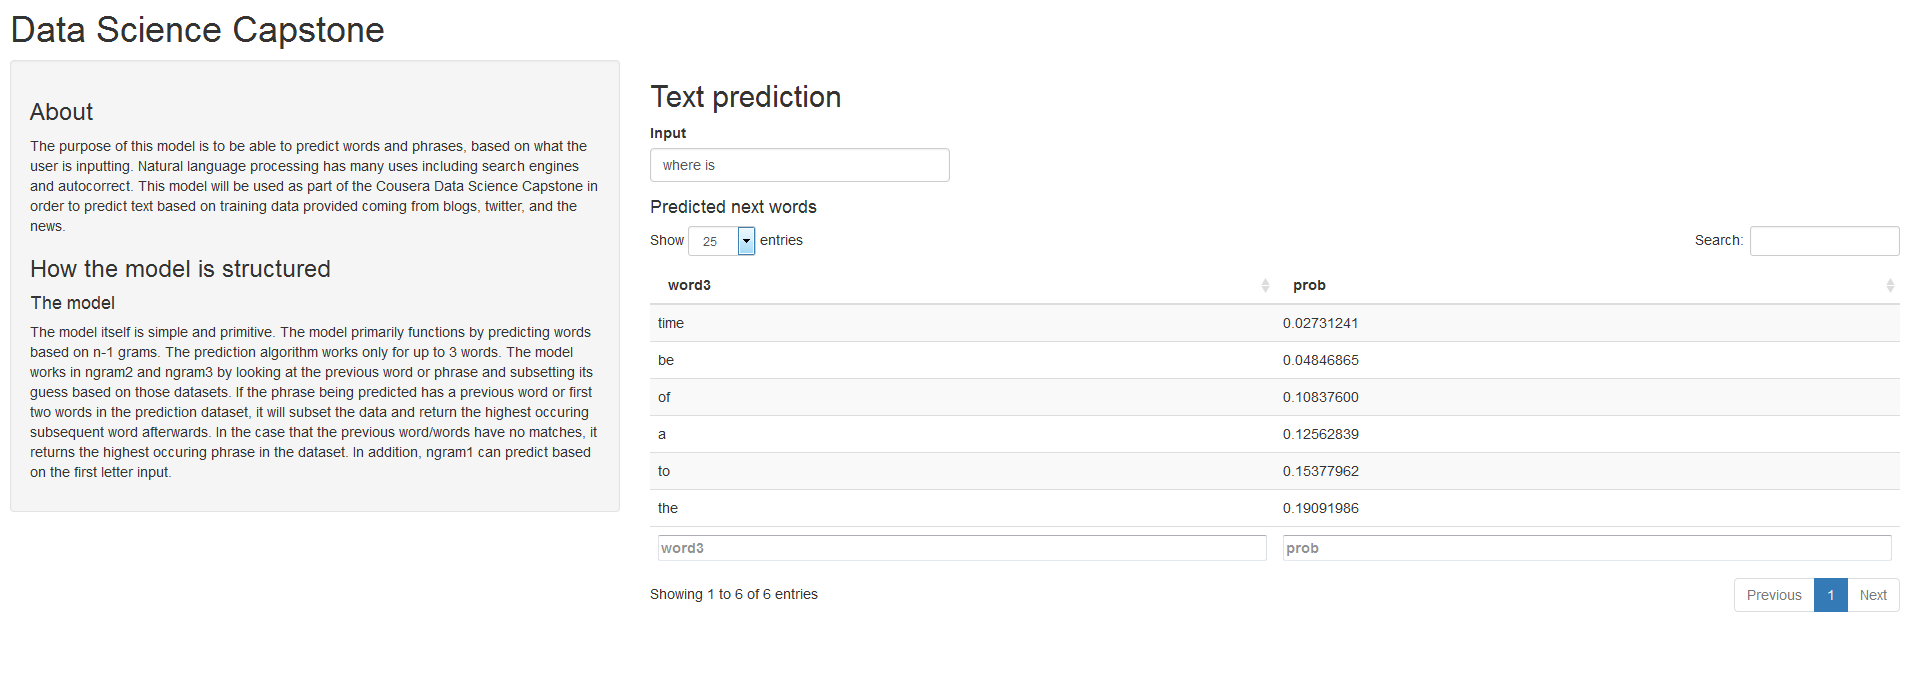 Data Science Capstone
About
The purpose of this model is to be able to predict words and phrases, based on what the
user is inputting. Natural language processing has many uses including search engines
and autocorrect. This model will be used as part of the Cousera Data Science Capstone in
order to predict text based on training data provided coming from blogs, twitter, and the
news.
How the model is structured
The model
The model itself is simple and primitive. The model primarily functions by predicting words
based on n-1 grams. The prediction algorithm works only for up to 3 words. The model
works in ngram2 and ngram3 by looking at the previous word or phrase and subsetting its
guess based on those datasets. If the phrase being predicted has a previous word or first
two words in the prediction dataset, it will subset the data and return the highest occuring
subsequent word afterwards. In the case that the previous word/words have no matches, it
returns the highest occuring phrase in the dataset. In addition, ngram1 can predict based
on the first letter input.
Text prediction
Input
where is
Predicted next words
Show 25 entries Search:
word3 prob
time 0.02731241
be 0.04846865
of 0.10837600
a 0.12562839
to 0.15377962
the 0.19091986
word3 prob
Showing 1 to 6 of 6 entries Previous 1 Next